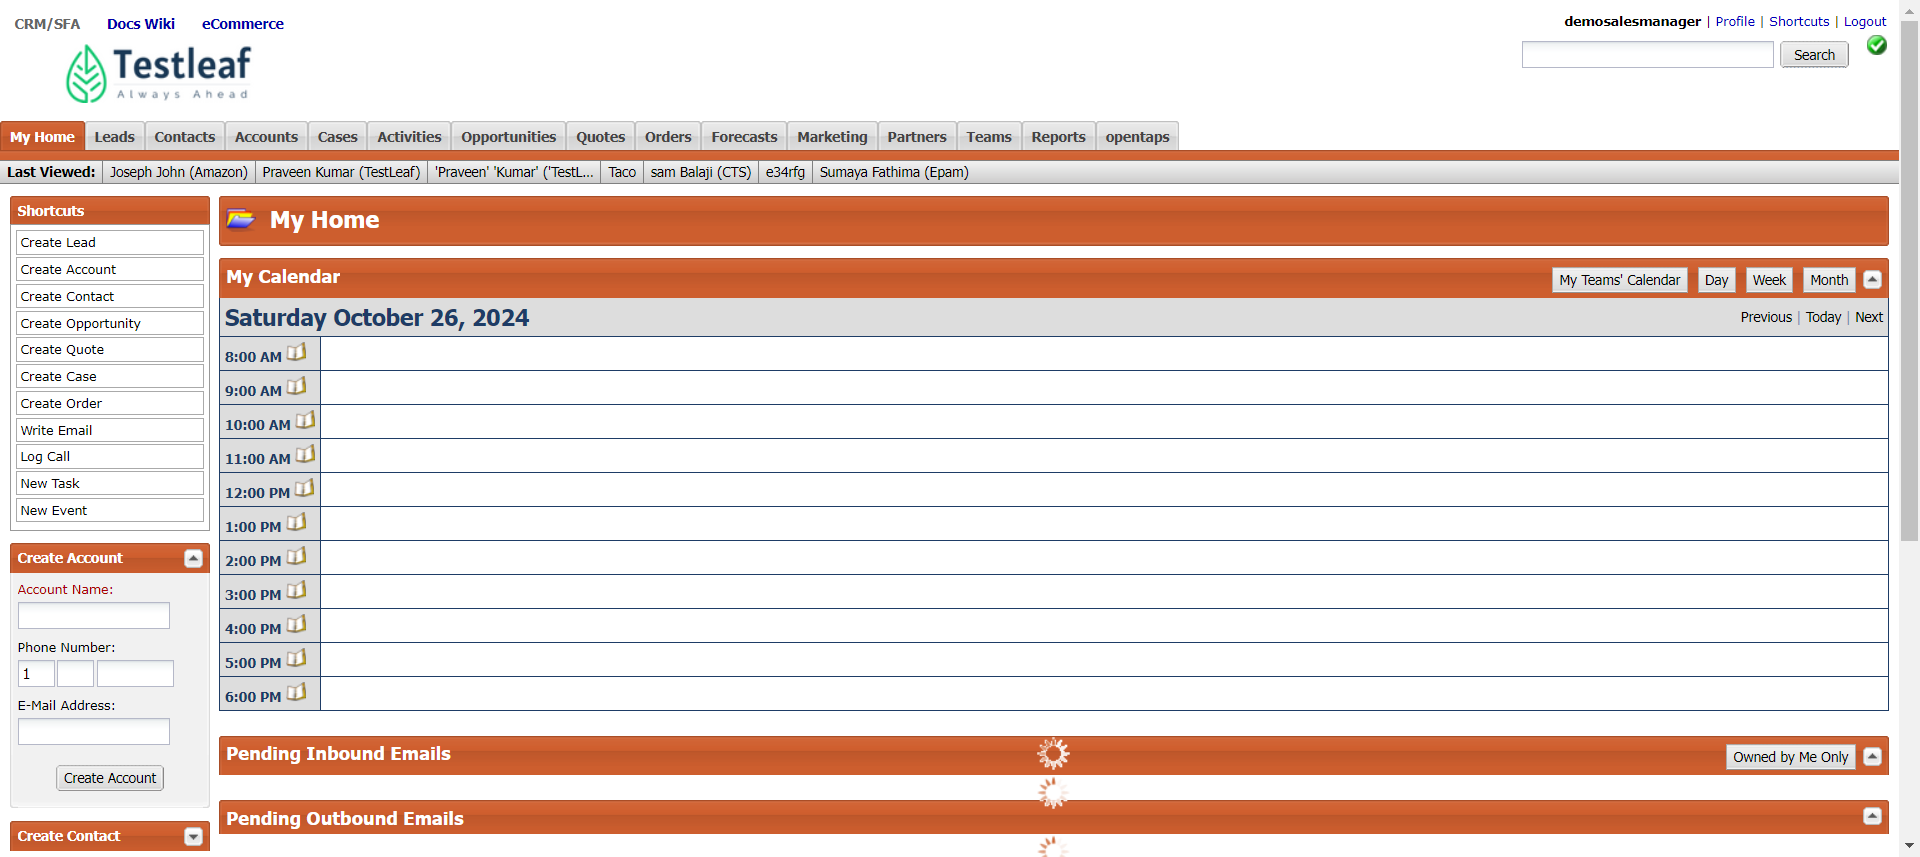 CRM/SFA Docs Wiki eCommerce
demosalesmanager | Profile | Shortcuts | Logout
Testleaf
Always Ahead
Search
My Home Leads Contacts Accounts Cases Activities Opportunities Quotes Orders Forecasts Marketing Partners Teams Reports opentaps
Last Viewed: Joseph John (Amazon) Praveen Kumar (TestLeaf) 'Praveen' 'Kumar' ('TestL... Taco sam Balaji (CTS) e34rfg Sumaya Fathima (Epam)
Shortcuts
Create Lead
Create Account
Create Contact
Create Opportunity
Create Quote
Create Case
Create Order
Write Email
Log Call
New Task
New Event
Create Account
Account Name:
Phone Number:
1
E-Mail Address:
Create Account
Create Contact
My Home
My Calendar
My Teams' Calendar Day Week Month
Saturday October 26, 2024
Previous | Today | Next
8:00 AM
9:00 AM
10:00 AM
11:00 AM
12:00 PM
1:00 PM
2:00 PM
3:00 PM
4:00 PM
5:00 PM
6:00 PM
Pending Inbound Emails
Owned by Me Only
Pending Outbound Emails